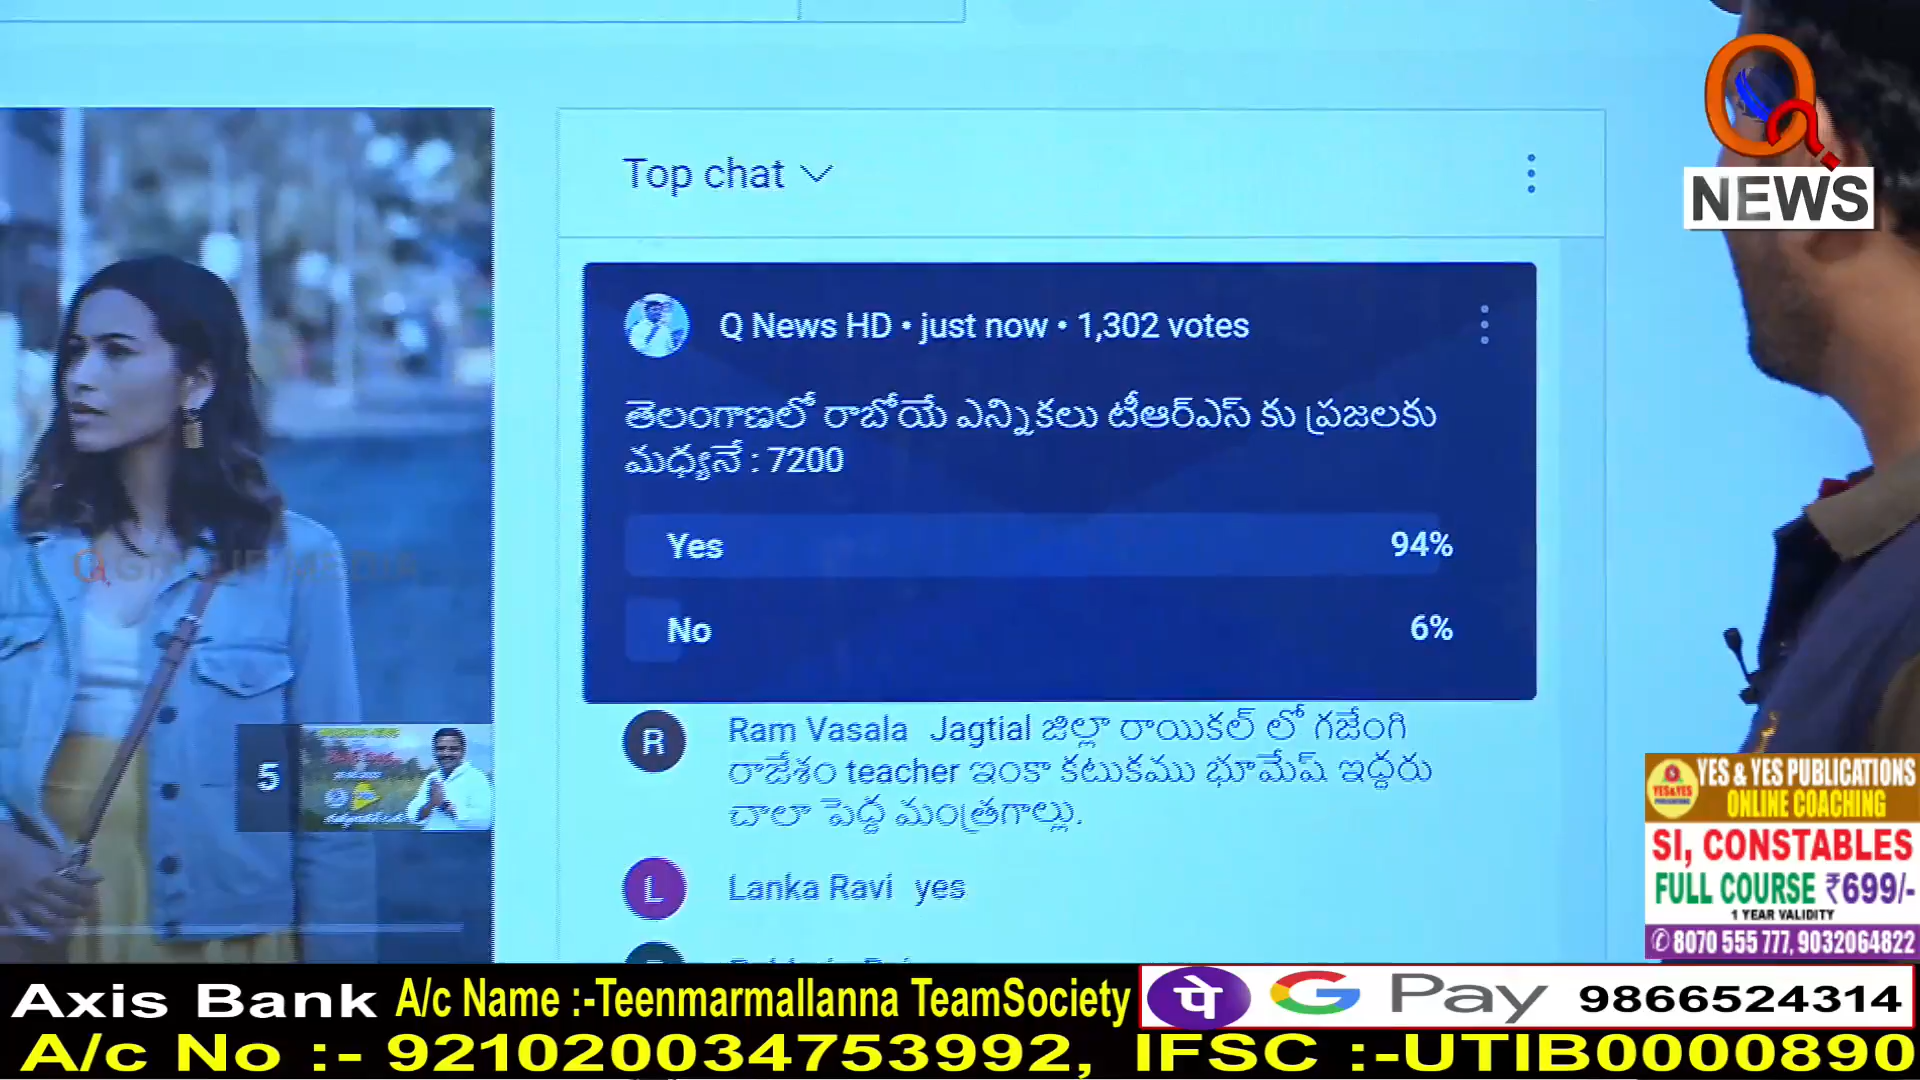 Top chat
Q News HD • just now • 1,302 votes
తెలంగాణలో రాబోయే ఎన్నికలు టీఆర్ఎస్ కు ప్రజలకు
మధ్యనే : 7200
Yes 94%
No 6%
R Ram Vasala Jagtial జిల్లా రాయికల్ లో గజేంగి
రాజేశం teacher ఇంకా కటుకము భూమేష్ ఇద్దరు
చాలా పెద్ద మంత్రగాల్లు.
L Lanka Ravi yes
5
Q GROUP MEDIA
NEWS
YES & YES PUBLICATIONS
ONLINE COACHING
SI, CONSTABLES
FULL COURSE ₹699/-
1 YEAR VALIDITY
8070 555 777, 9032064822
Axis Bank A/c Name :-Teenmarmallanna TeamSociety
पे G Pay 9866524314
A/c No :- 921020034753992, IFSC :-UTIB0000890